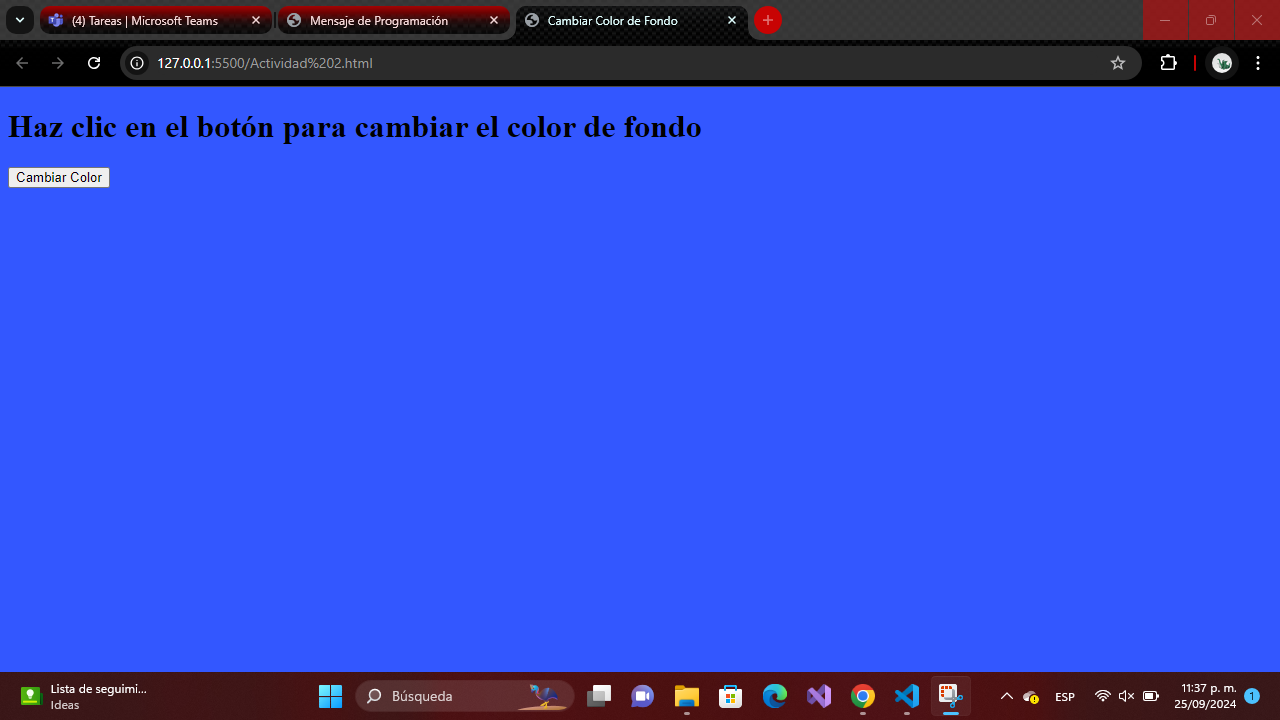 (4) Tareas | Microsoft Teams
Mensaje de Programación
Cambiar Color de Fondo
127.0.0.1:5500/Actividad%202.html
Haz clic en el botón para cambiar el color de fondo
Cambiar Color
Lista de seguimi...
Ideas
Búsqueda
ESP
11:37 p. m.
25/09/2024
1